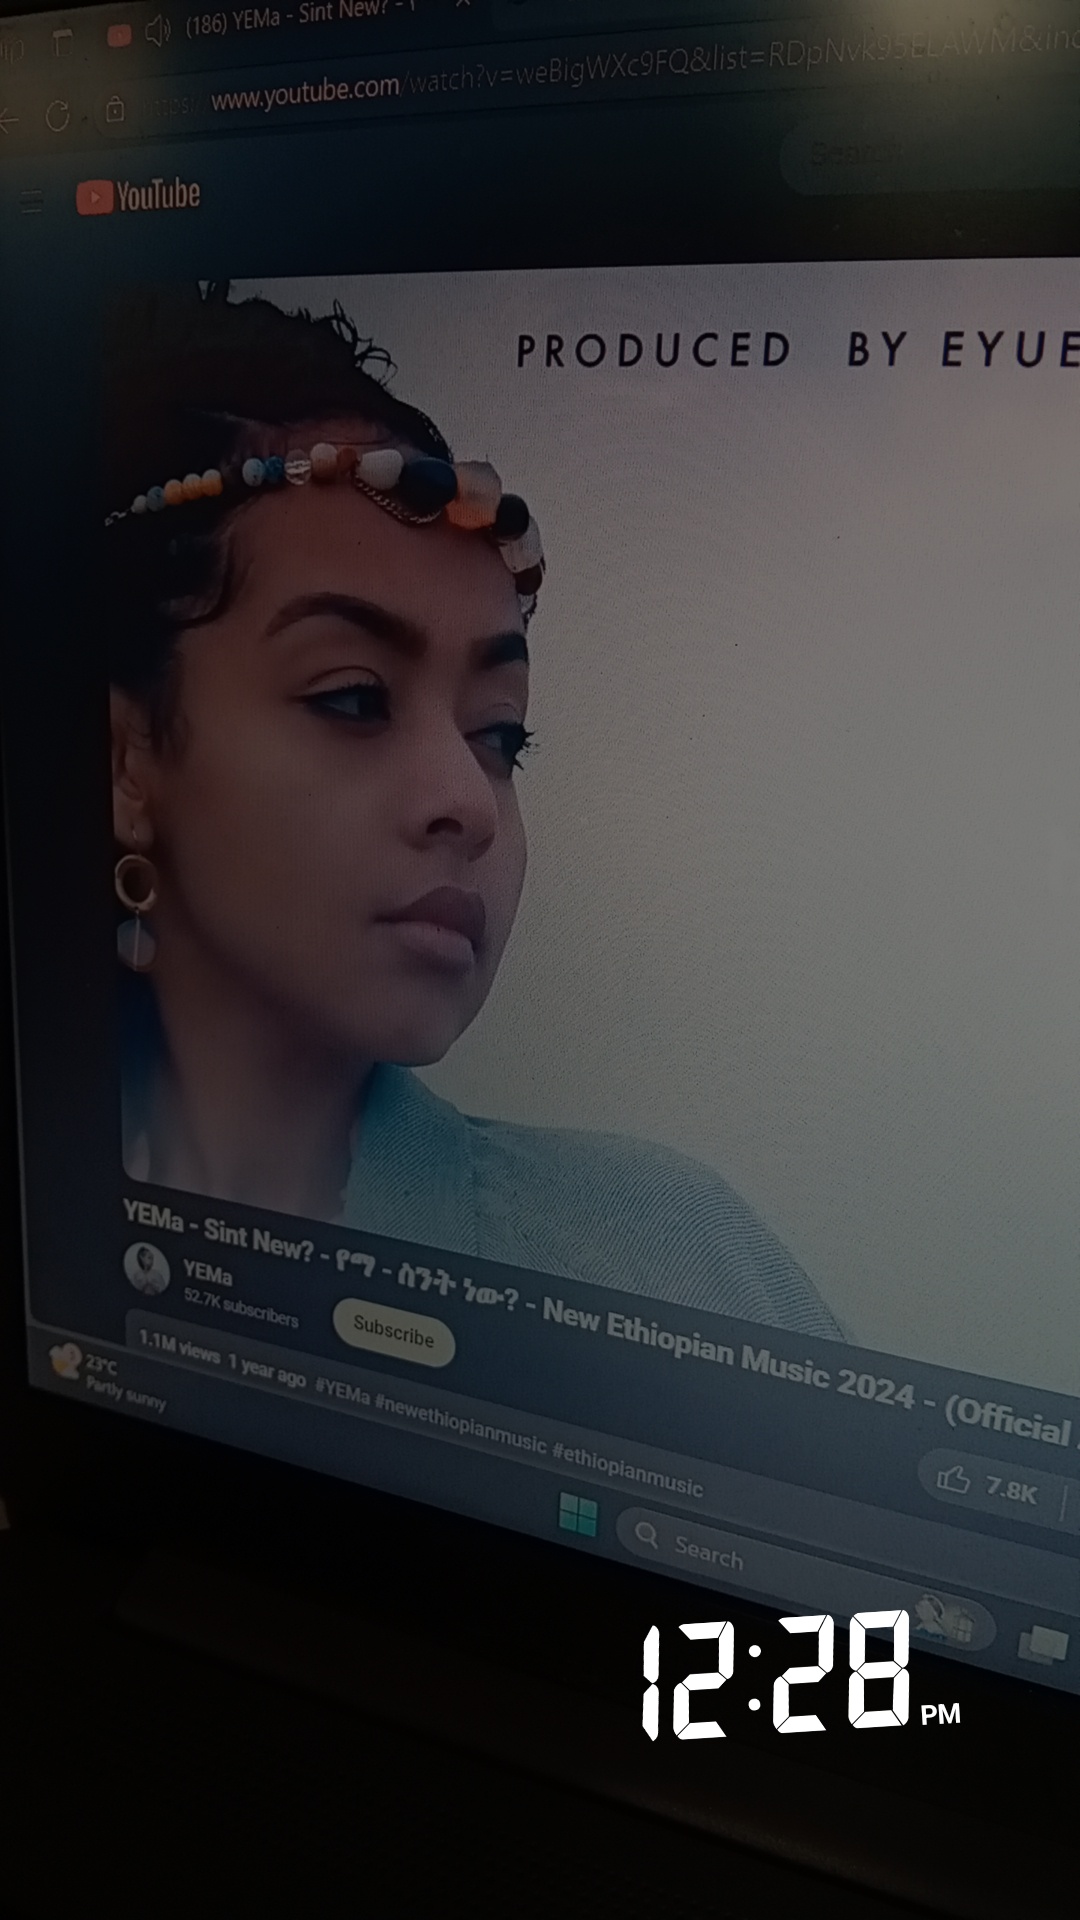 (186) YEMa - Sint New? -
www.youtube.com/watch?v=weBigWXc9FQ&list=RDpNvk95ELAWM&ind
Search
YouTube
PRODUCED BY EYUE
YEMa - Sint New? - የማ - ስንት ነው? - New Ethiopian Music 2024 - (Official
YEMa
52.7K subscribers
Subscribe
7.8K
1.1M views 1 year ago #YEMa #newethiopianmusic #ethiopianmusic
23°C
Partly sunny
Search
12:28 PM